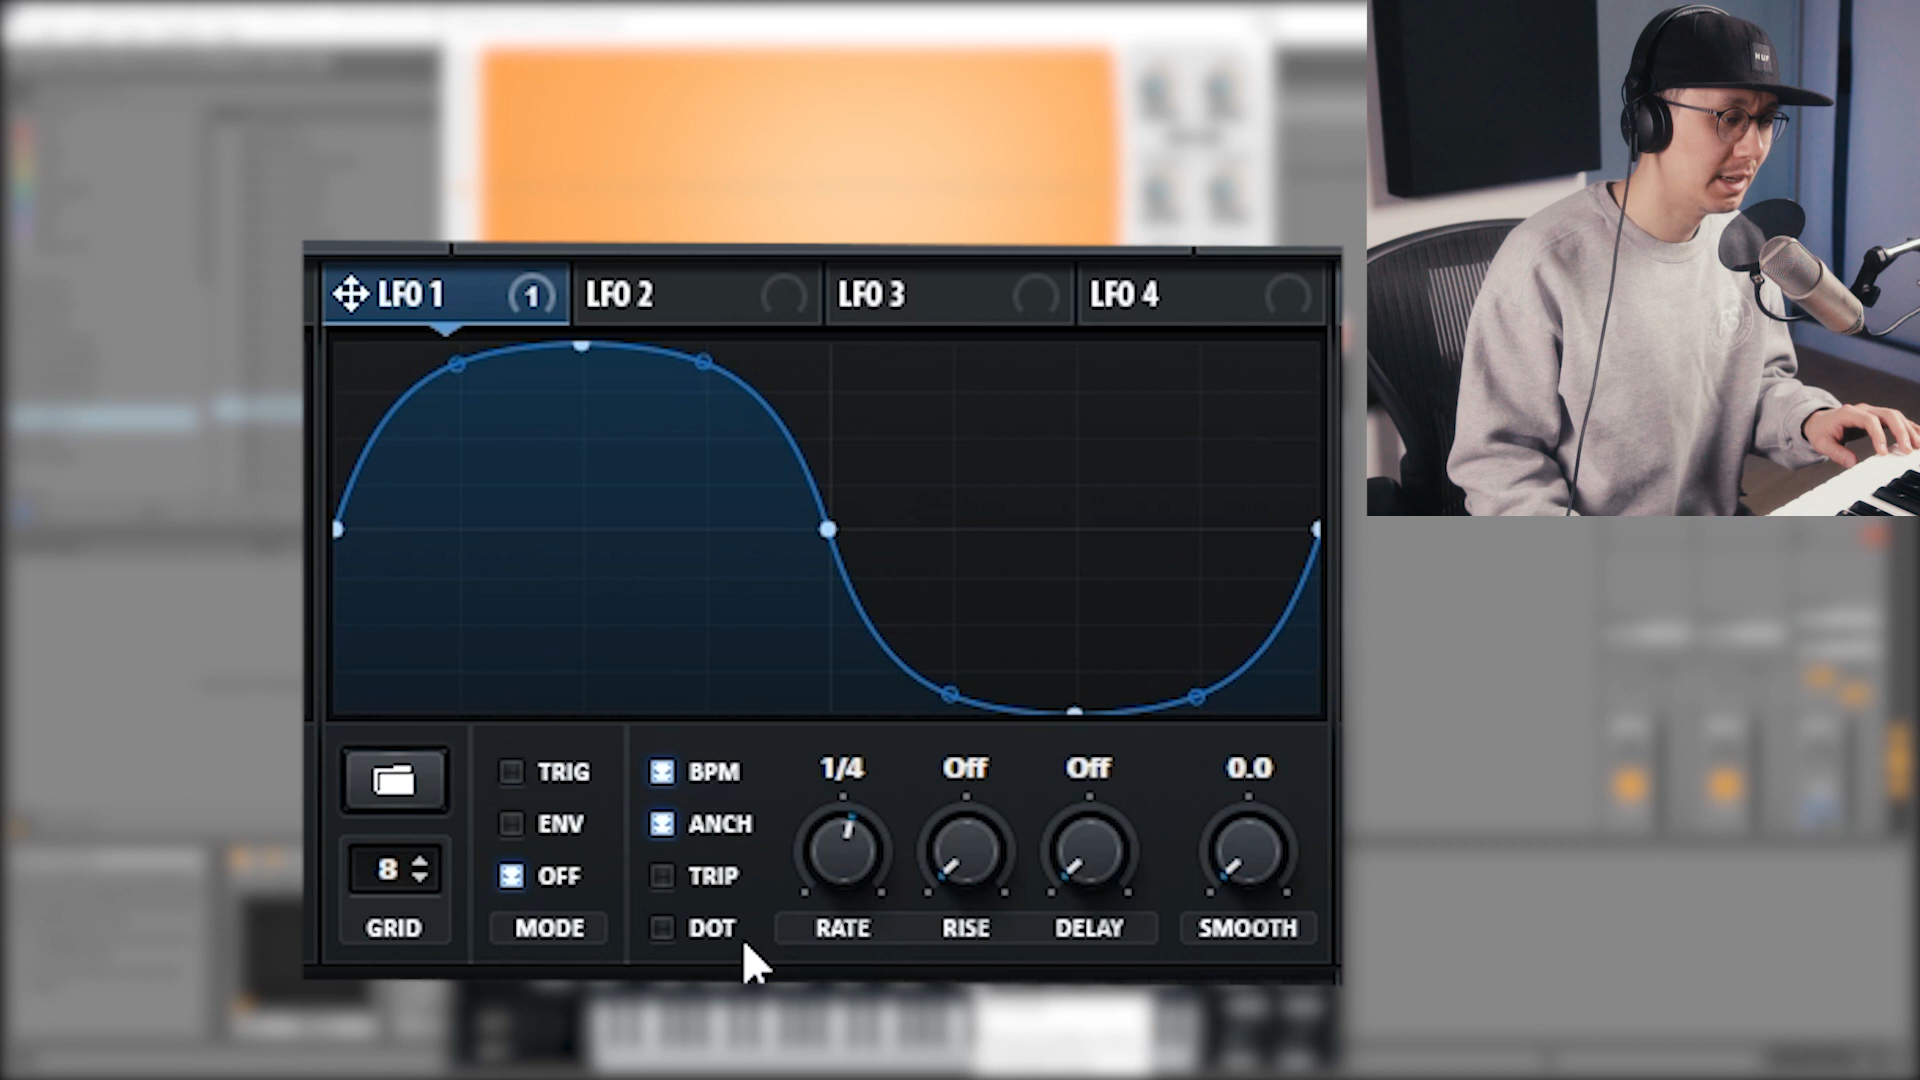 HUF
LFO 1 1
LFO 2
LFO 3
LFO 4
TRIG
ENV
OFF
MODE
8
GRID
BPM
ANCH
TRIP
DOT
1/4
RATE
Off
RISE
Off
DELAY
0.0
SMOOTH